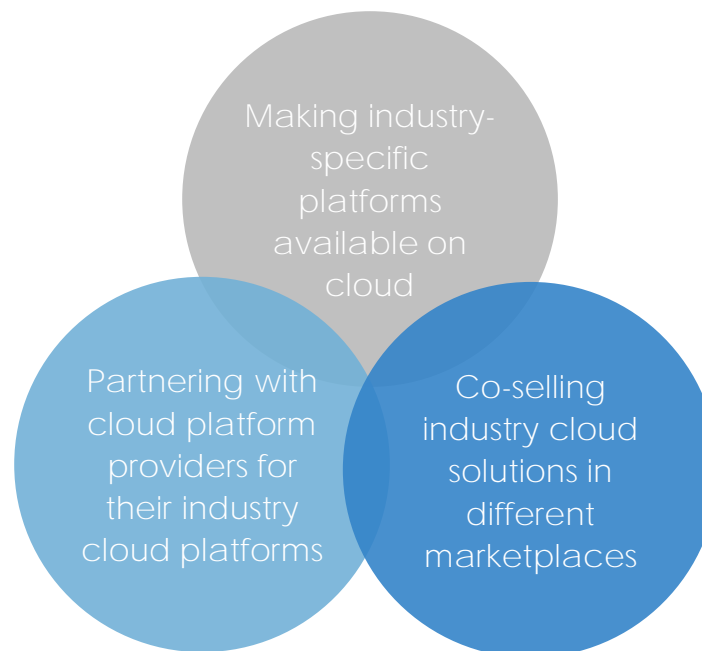 Making industry-
specific
platforms
available on
cloud
Partnering with
cloud platform
providers for
their industry
cloud platforms
Co-selling
industry cloud
solutions in
different
marketplaces